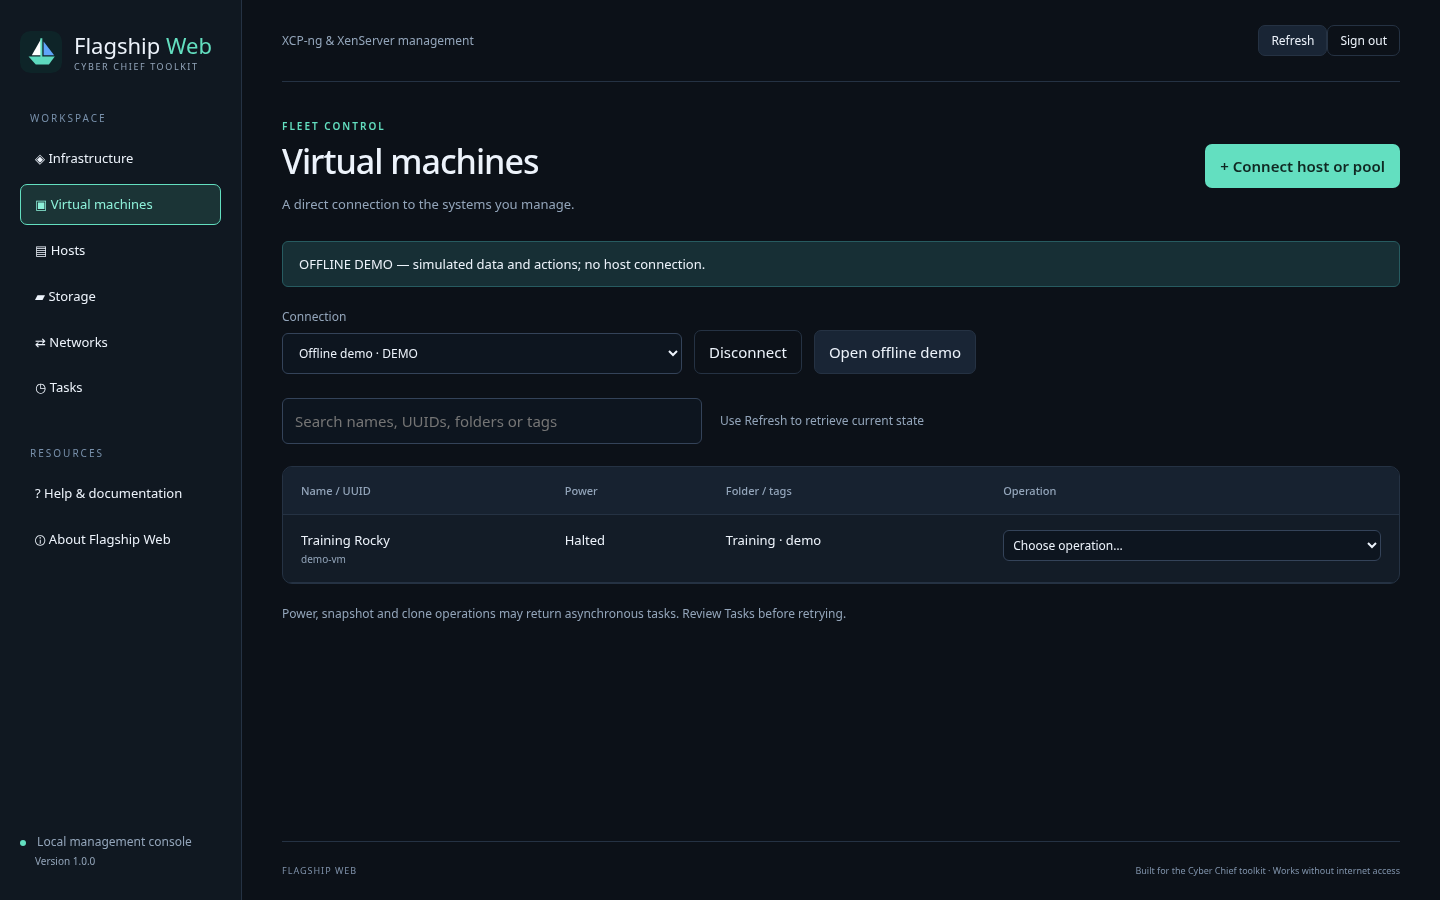 Flagship Web
CYBER CHIEF TOOLKIT
WORKSPACE
◈ Infrastructure
▣ Virtual machines
▤ Hosts
▰ Storage
⇄ Networks
◷ Tasks
RESOURCES
? Help & documentation
ⓘ About Flagship Web
Local management console
Version 1.0.0
XCP-ng & XenServer management
Refresh
Sign out
FLEET CONTROL
Virtual machines
+ Connect host or pool
A direct connection to the systems you manage.
OFFLINE DEMO — simulated data and actions; no host connection.
Connection
Offline demo · DEMO
Disconnect
Open offline demo
Search names, UUIDs, folders or tags
Use Refresh to retrieve current state
Name / UUID Power Folder / tags Operation
Training Rocky Halted Training · demo Choose operation...
demo-vm
Power, snapshot and clone operations may return asynchronous tasks. Review Tasks before retrying.
FLAGSHIP WEB
Built for the Cyber Chief toolkit · Works without internet access